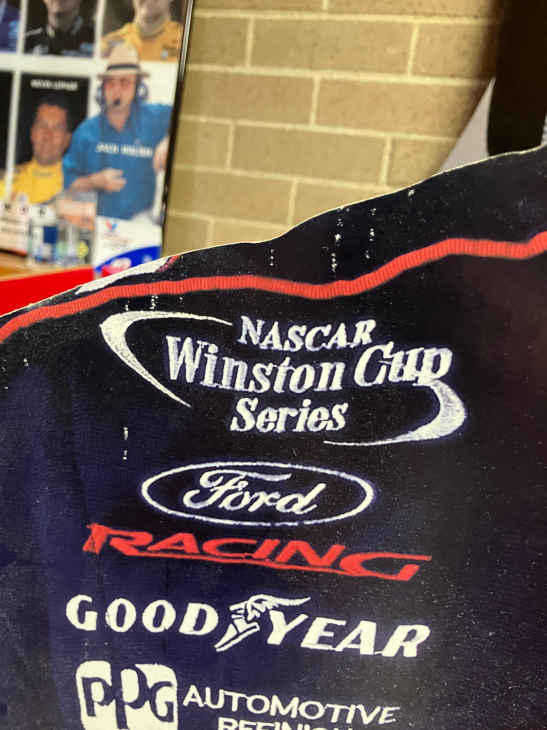 NASCAR
Winston Cup
Series
Ford
RACING
GOODYEAR
PPG AUTOMOTIVE